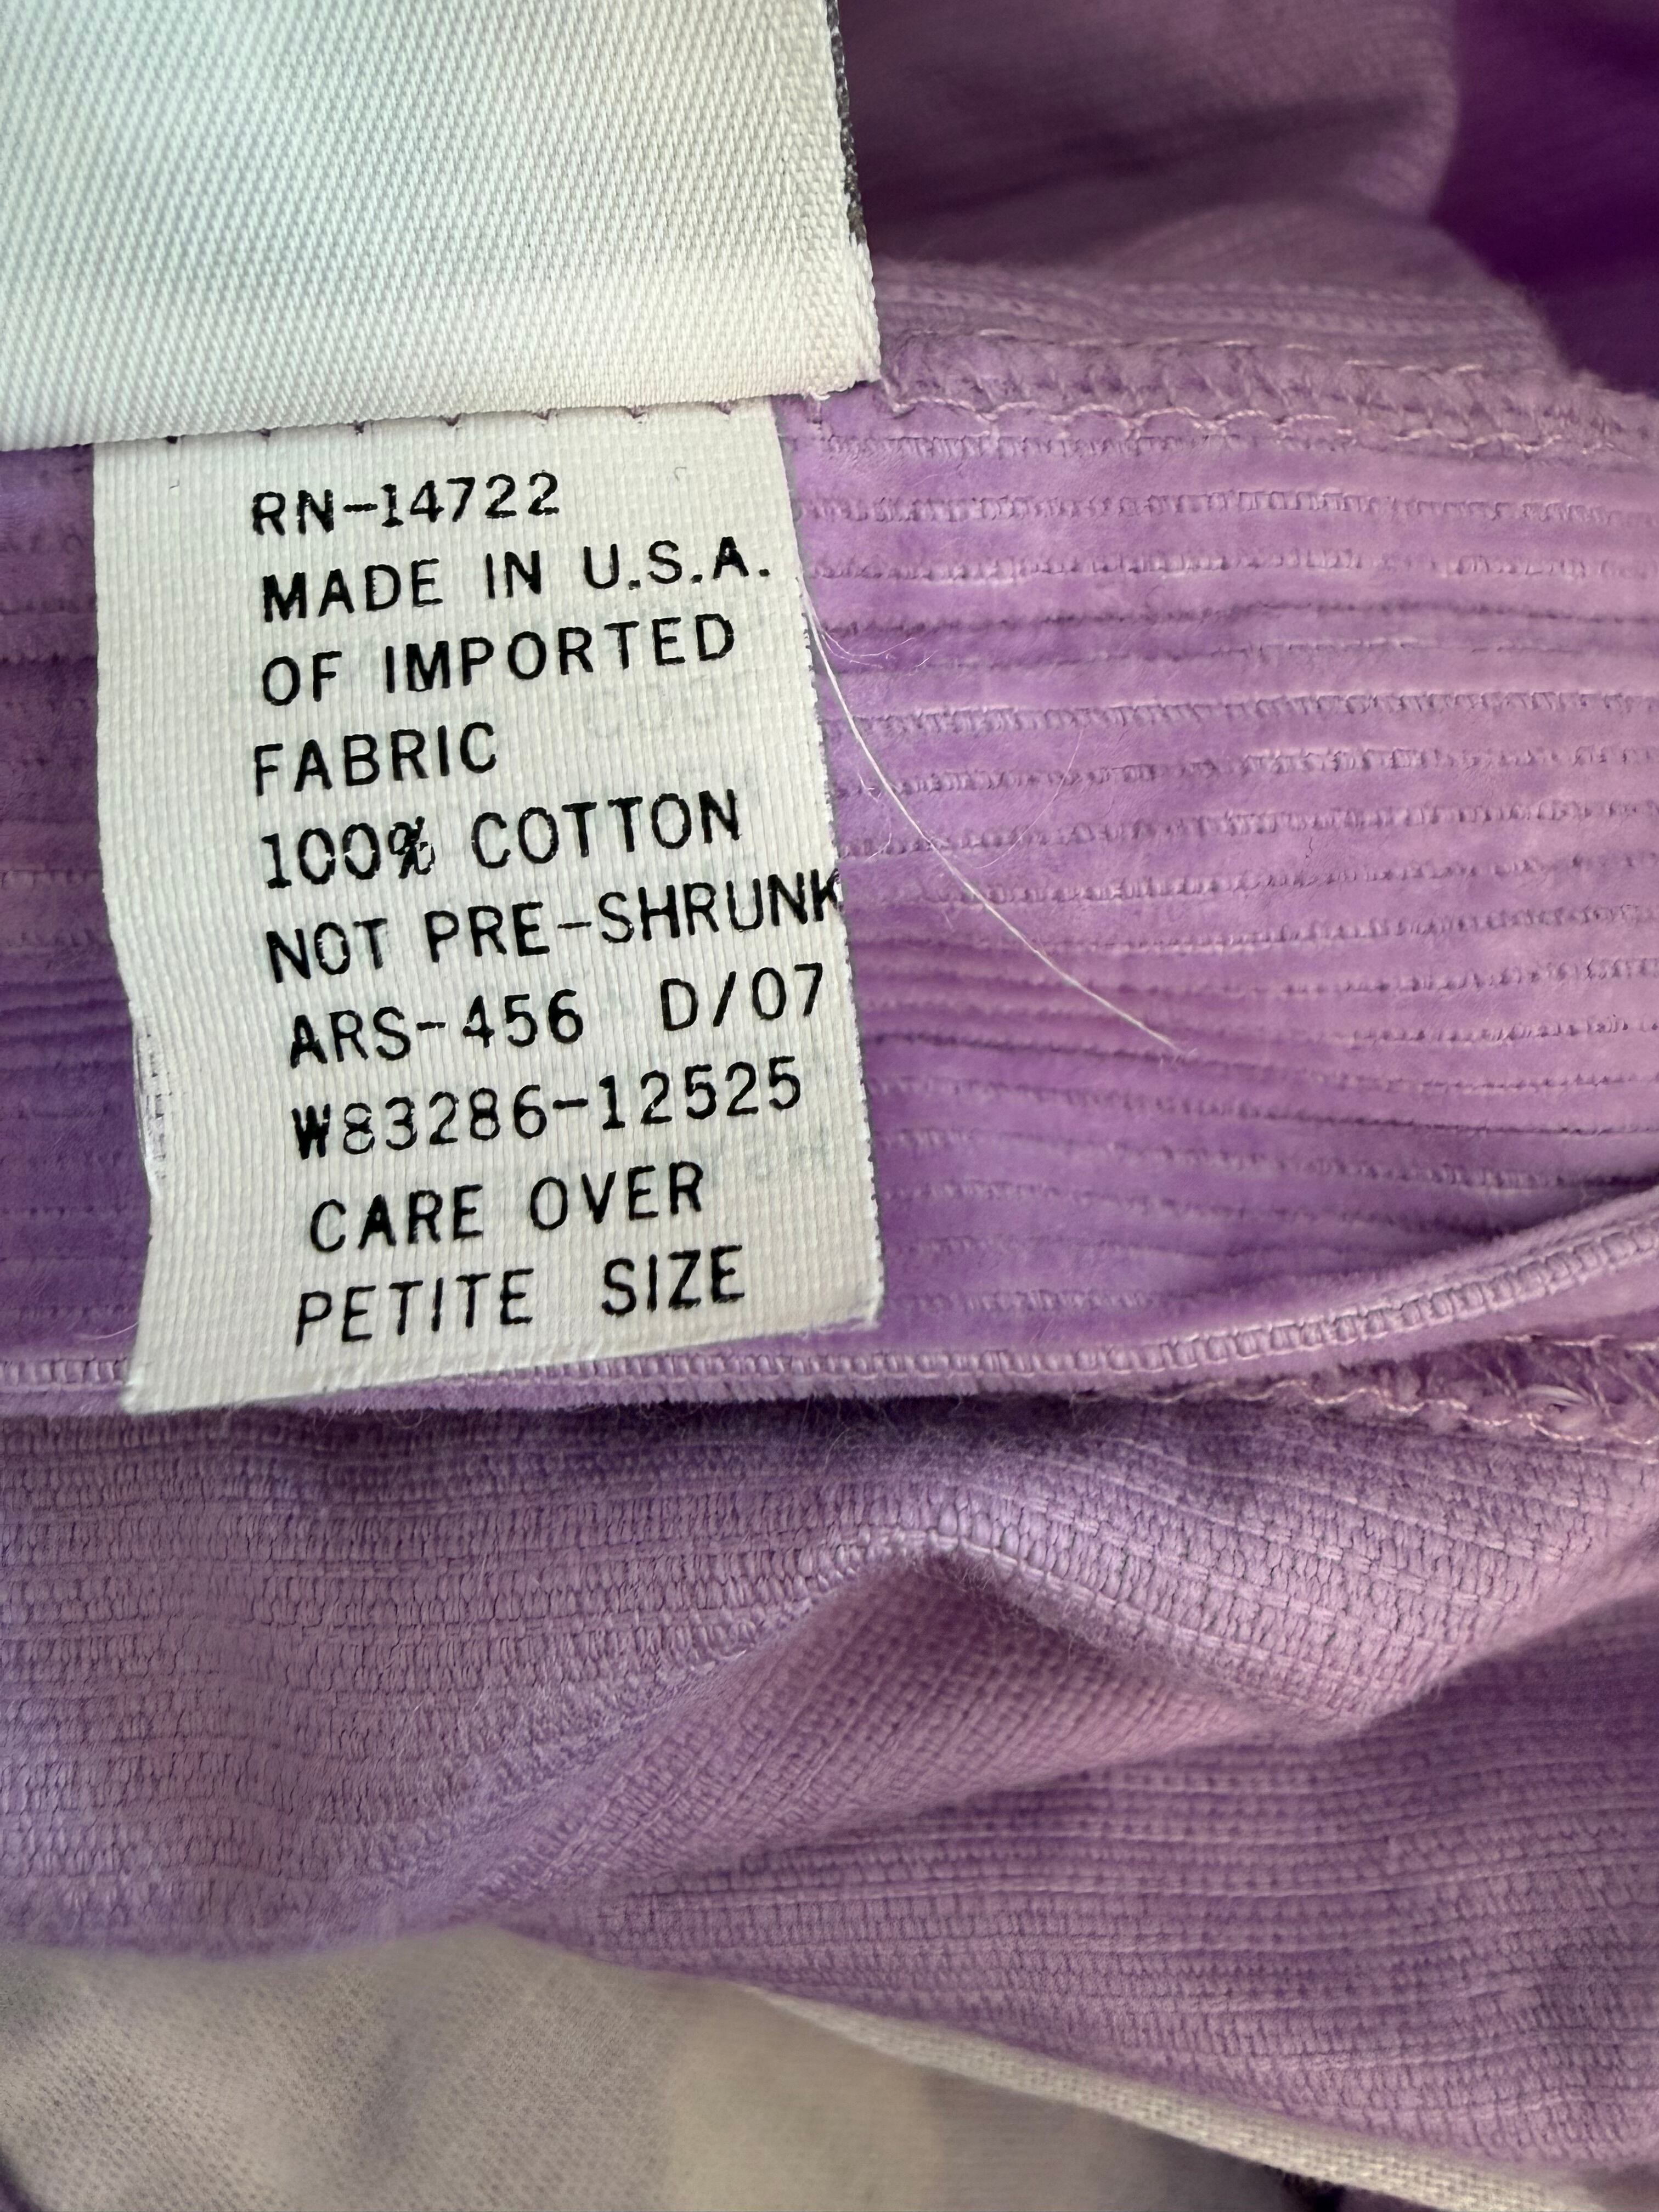 RN-14722
MADE IN U.S.A.
OF IMPORTED
FABRIC
100% COTTON
NOT PRE-SHRUNK
ARS-456 D/07
W83286-12525
CARE OVER
PETITE SIZE